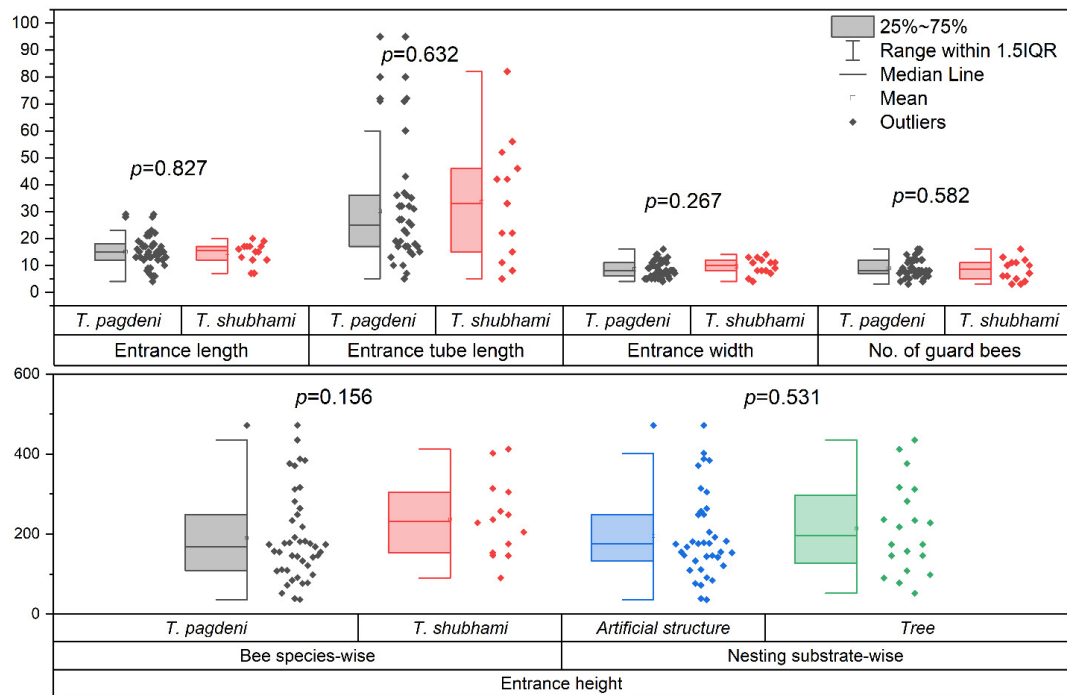 100
90
80
70
60
50
40
30
20
10
0
25%~75%
Range within 1.5IQR
Median Line
Mean
Outliers
p=0.827
p=0.632
p=0.267
p=0.582
T. pagdeni T. shubhami T. pagdeni T. shubhami T. pagdeni T. shubhami T. pagdeni T. shubhami
Entrance length Entrance tube length Entrance width No. of guard bees
600
400
200
0
p=0.156 p=0.531
T. pagdeni T. shubhami Artificial structure Tree
Bee species-wise Nesting substrate-wise
Entrance height